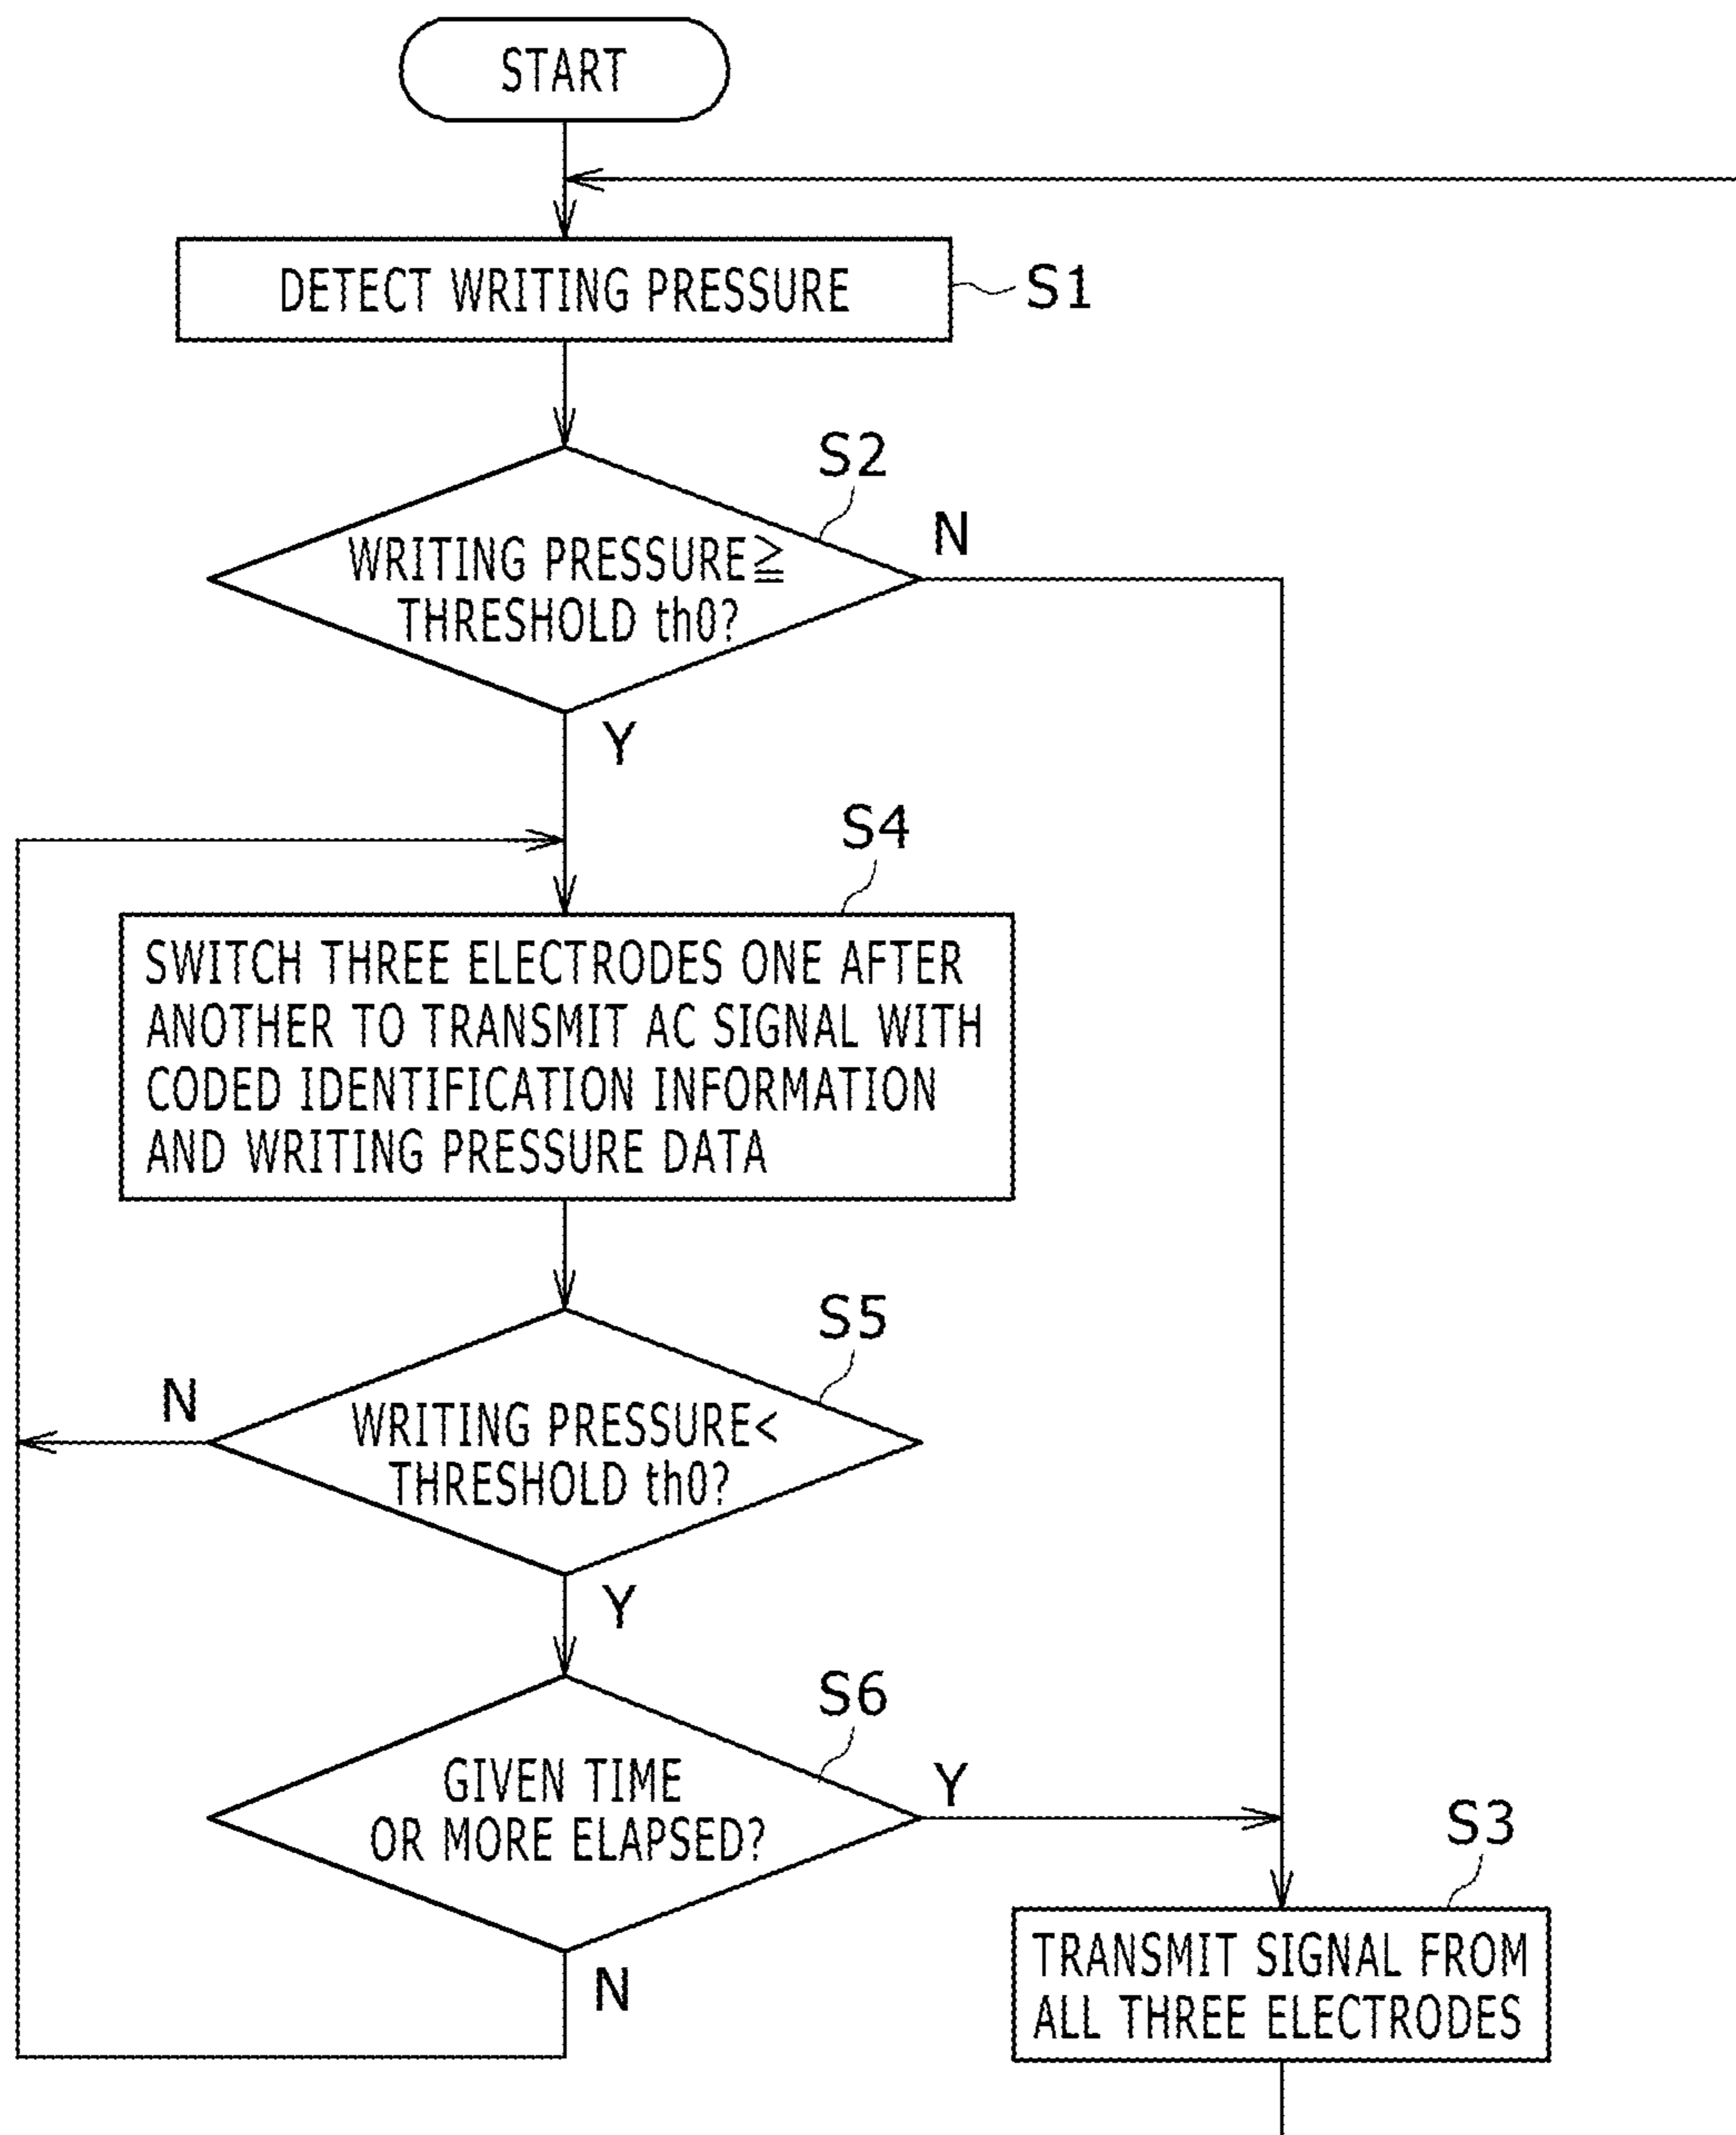 START
DETECT WRITING PRESSURE
S1
S2
WRITING PRESSURE≧
THRESHOLD th0?
N
Y
S4
SWITCH THREE ELECTRODES ONE AFTER
ANOTHER TO TRANSMIT AC SIGNAL WITH
CODED IDENTIFICATION INFORMATION
AND WRITING PRESSURE DATA
S5
N
WRITING PRESSURE<
THRESHOLD th0?
Y
S6
GIVEN TIME
OR MORE ELAPSED?
Y
N
S3
TRANSMIT SIGNAL FROM
ALL THREE ELECTRODES